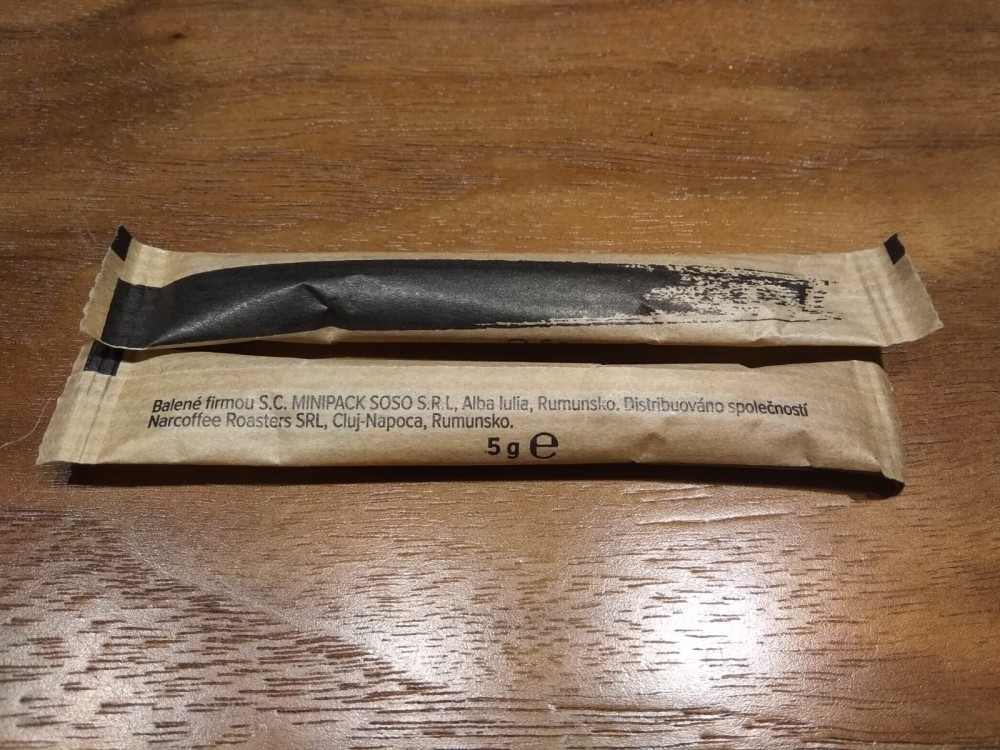 Balené firmou S.C. MINIPACK SOSO S.R.L, Alba Iulia, Rumunsko. Distribuováno společností
Narcoffee Roasters SRL, Cluj-Napoca, Rumunsko.
5 g ℮